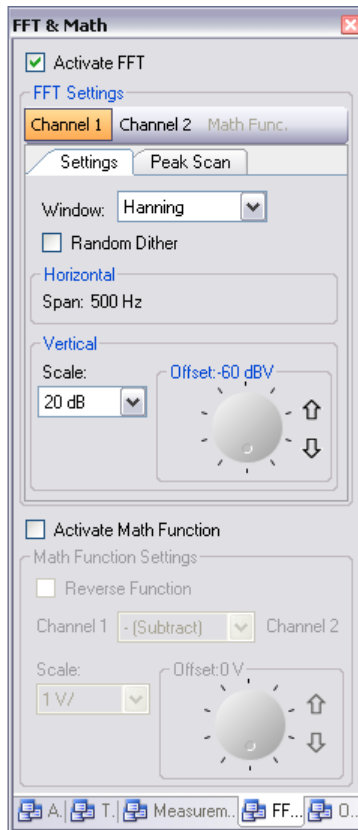 FFT & Math
Activate FFT
FFT Settings
Channel 1 Channel 2 Math Func.
Settings Peak Scan
Window: Hanning
Random Dither
Horizontal
Span: 500 Hz
Vertical
Scale: Offset:-60 dBV
20 dB
Activate Math Function
Math Function Settings
Reverse Function
Channel 1 - (Subtract) Channel 2
Scale: Offset:0 V
1 V/
A. T. Measurem.. FF... O..